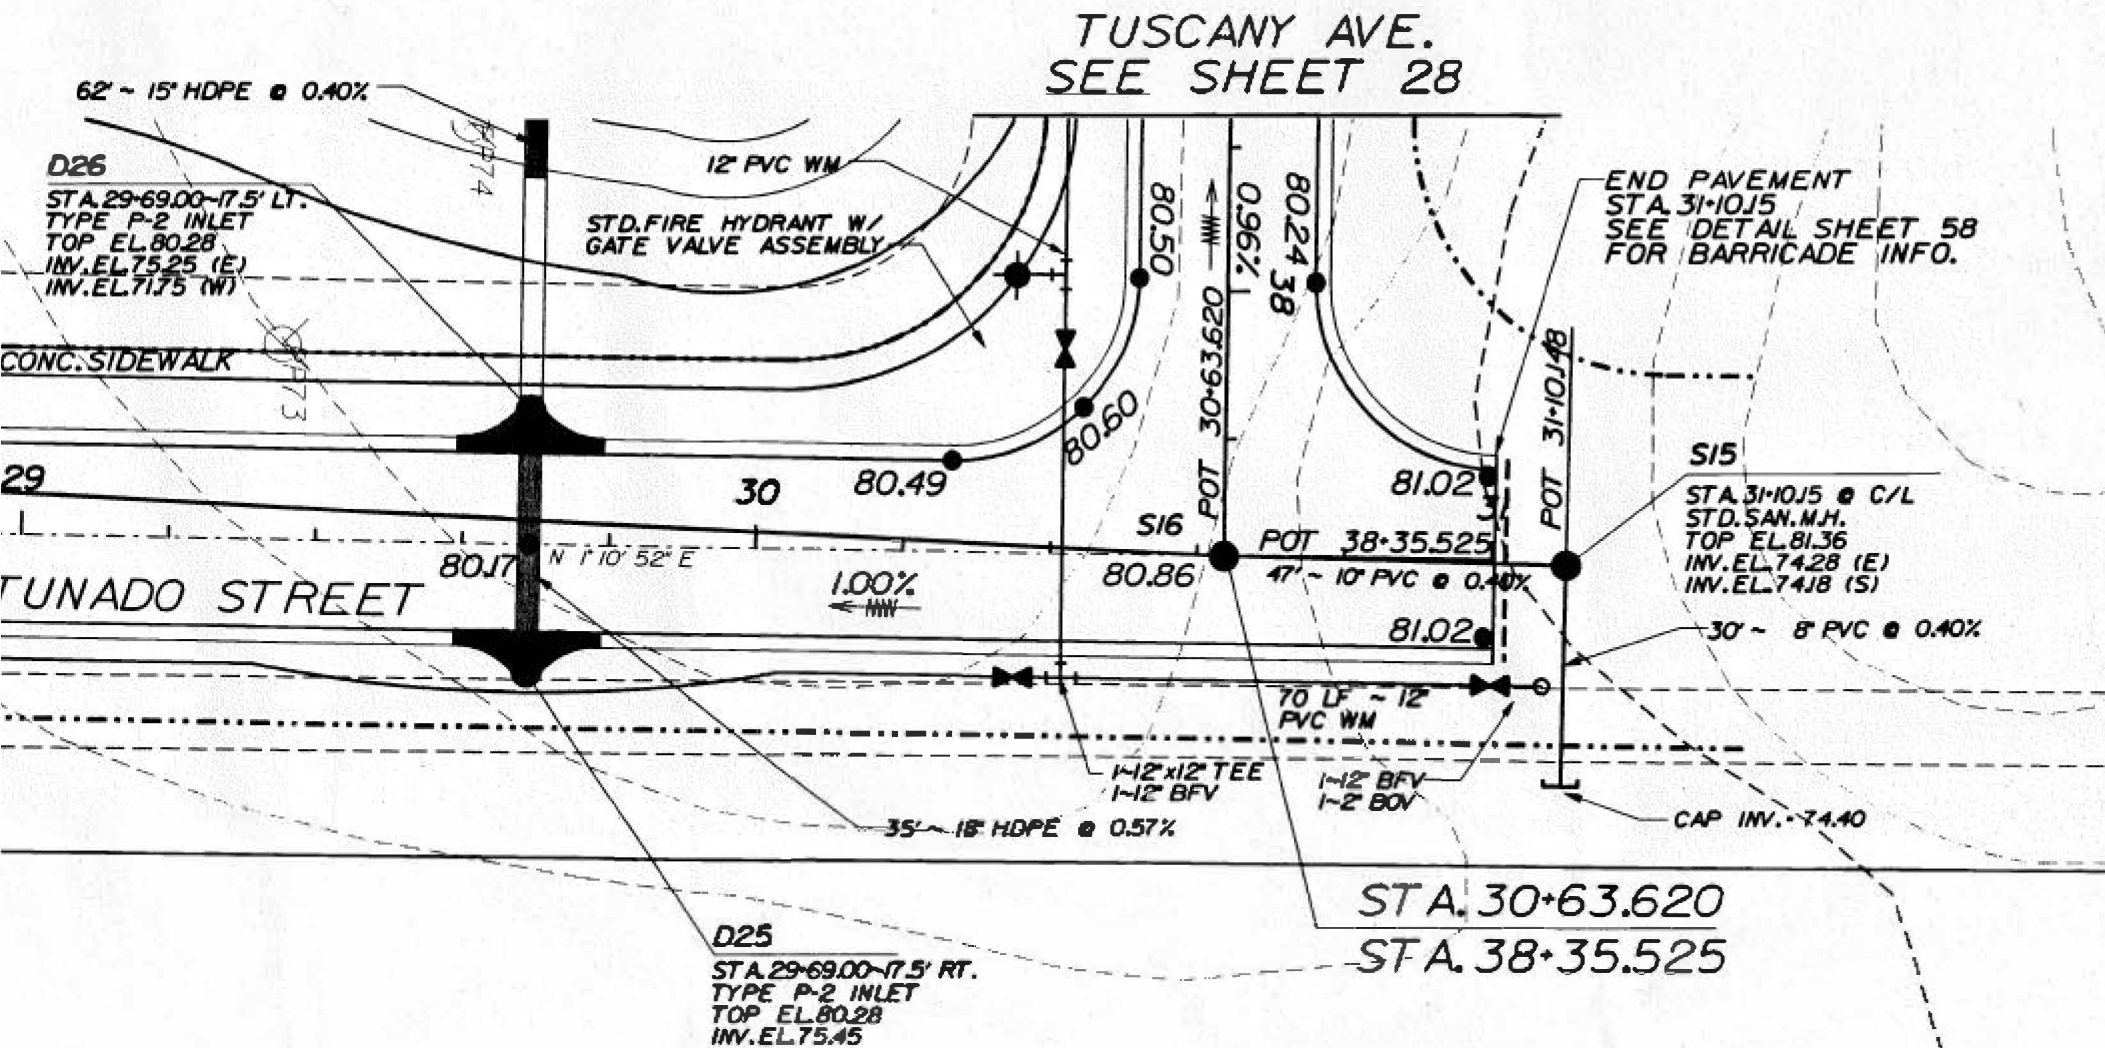 TUSCANY AVE.
SEE SHEET 28
62' ~ 15" HDPE @ 0.40%
D26
STA. 29+69.00~17.5' LT.
TYPE P-2 INLET
TOP EL. 80.28
INV. EL. 75.25 (E)
INV. EL. 71.75 (W)
P74
12" PVC WM
STD. FIRE HYDRANT W/
GATE VALVE ASSEMBLY
80.50
0.96%
80.24
38
END PAVEMENT
STA. 31+10.15
SEE DETAIL SHEET 58
FOR BARRICADE INFO.
CONC. SIDEWALK
P73
80.60
POT 30+63.620
POT 31+10.148
29
30
80.49
81.02
31
S15
STA. 31+10.15 @ C/L
STD. SAN. M.H.
TOP EL. 81.36
INV. EL. 74.28 (E)
INV. EL. 74.18 (S)
S16
POT 38+35.525
80.17
N 1° 10' 52" E
1.00%
80.86
47' ~ 10" PVC @ 0.40%
TUNADO STREET
81.02
30' ~ 8" PVC @ 0.40%
70 LF ~ 12"
PVC WM
1~12"x12" TEE
1~12" BFV
1~12" BFV
1~2" BOV
35' ~ 18" HDPE @ 0.57%
CAP INV.=74.40
STA. 30+63.620
STA. 38+35.525
D25
STA. 29+69.00~17.5' RT.
TYPE P-2 INLET
TOP EL. 80.28
INV. EL. 75.45